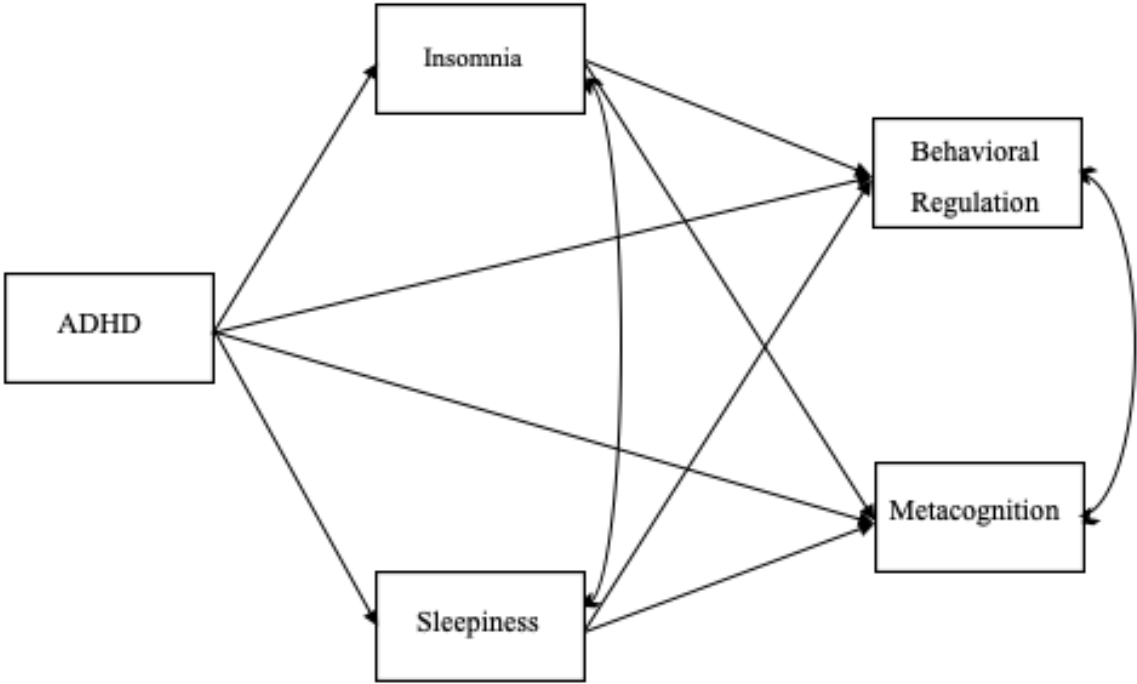 Insomnia
Behavioral
Regulation
ADHD
Metacognition
Sleepiness